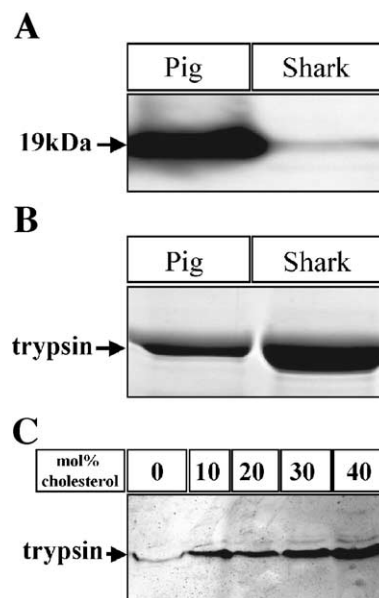 A
Pig Shark
19kDa
B
Pig Shark
trypsin
C
mol% cholesterol 0 10 20 30 40
trypsin